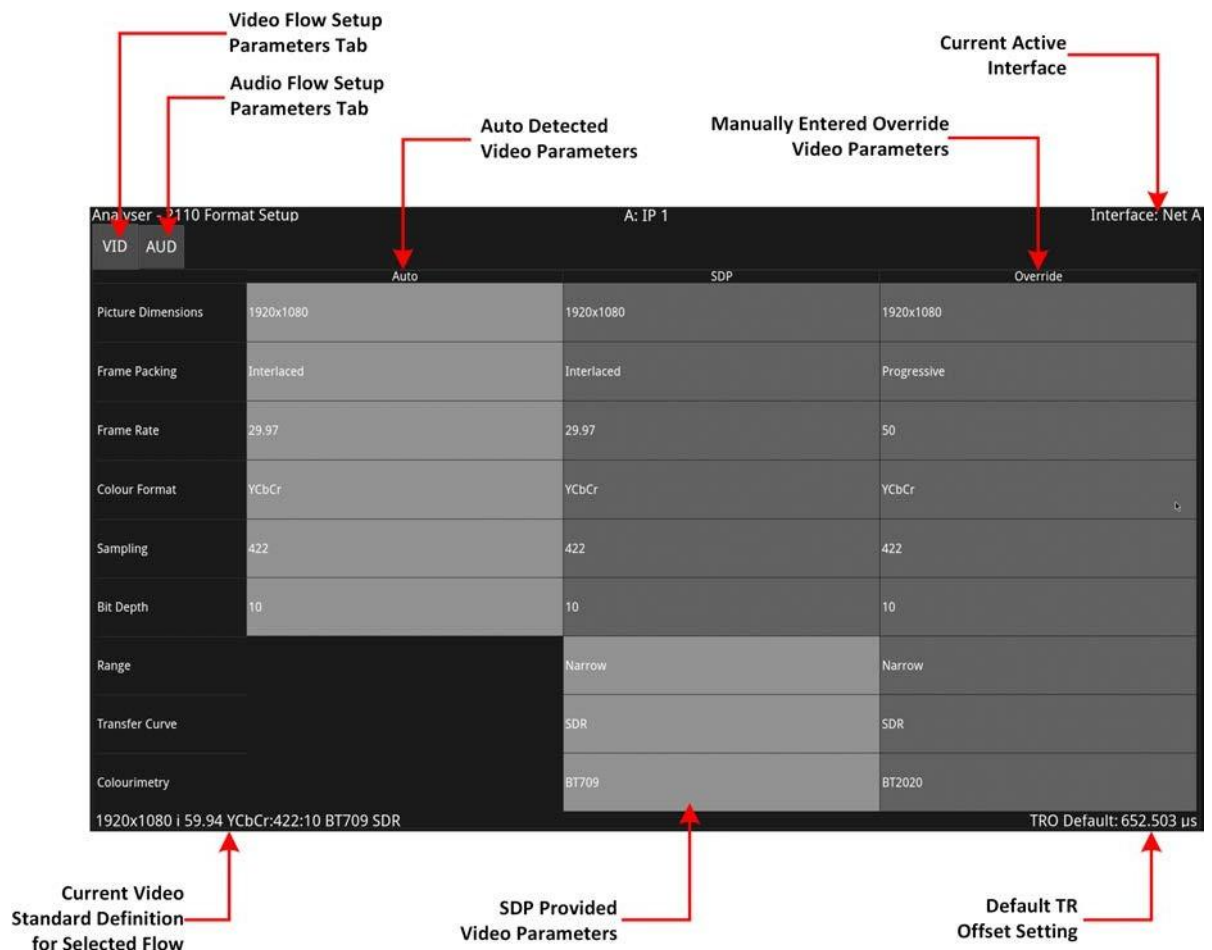 Video Flow Setup
Parameters Tab
Audio Flow Setup
Parameters Tab
Auto Detected
Video Parameters
Current Active
Interface
Manually Entered Override
Video Parameters
Analyser - 2110 Format Setup A: IP 1 Interface: Net A
VID AUD
Auto SDP Override
Picture Dimensions 1920x1080 1920x1080 1920x1080
Frame Packing Interlaced Interlaced Progressive
Frame Rate 29.97 29.97 50
Colour Format YCbCr YCbCr YCbCr
Sampling 422 422 422
Bit Depth 10 10 10
Range Narrow Narrow
Transfer Curve SDR SDR
Colourimetry BT709 BT2020
1920x1080 i 59.94 YCbCr:422:10 BT709 SDR TRO Default: 652.503 µs
Current Video
Standard Definition
for Selected Flow
SDP Provided
Video Parameters
Default TR
Offset Setting